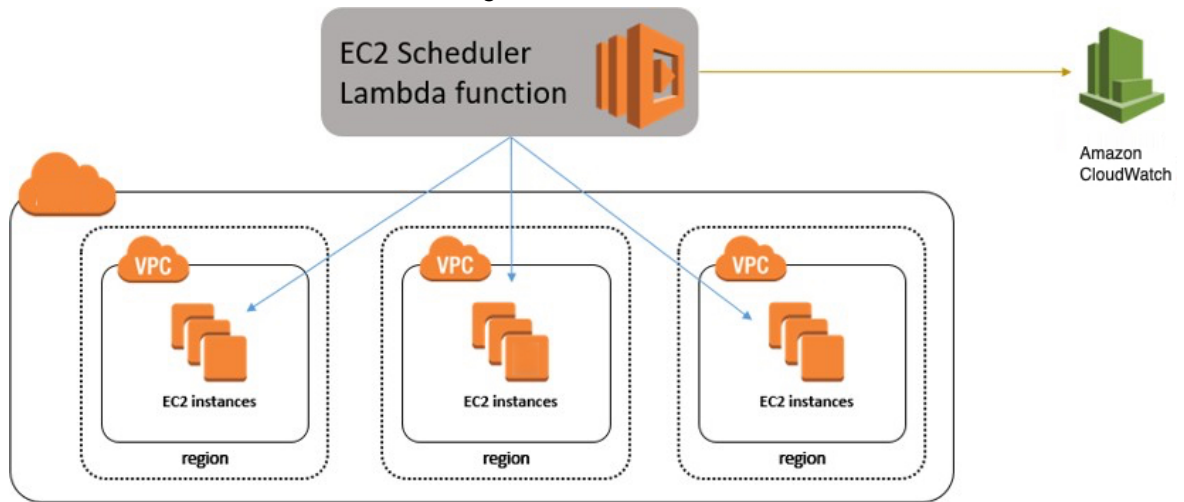 EC2 Scheduler
Lambda function
Amazon
CloudWatch
VPC
VPC
VPC
EC2 instances
EC2 instances
EC2 instances
region
region
region